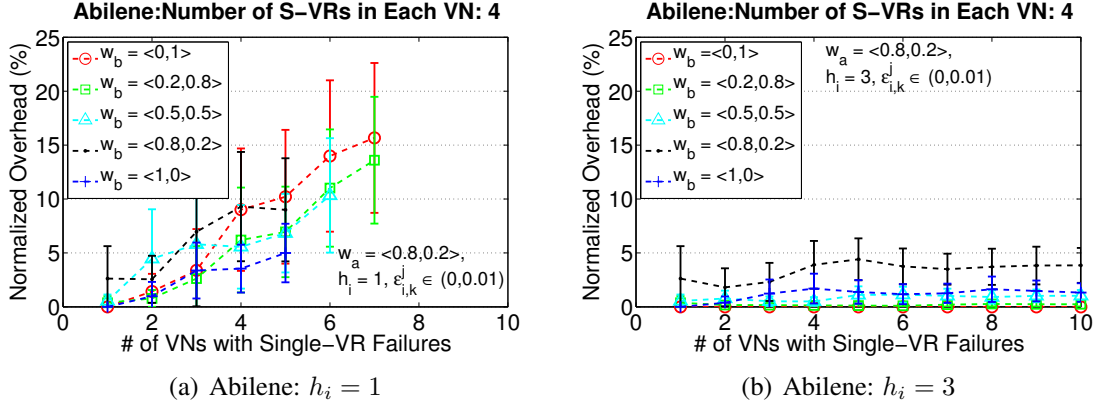 Abilene:Number of S−VRs in Each VN: 4
Normalized Overhead (%)
25
20
15
10
5
0
w_b = <0,1>
w_b = <0.2,0.8>
w_b = <0.5,0.5>
w_b = <0.8,0.2>
w_b = <1,0>
w_a = <0.8,0.2>,
h_i = 1, ε^j_{i,k} ∈ (0,0.01)
0 2 4 6 8 10
# of VNs with Single−VR Failures
(a) Abilene: h_i = 1
Abilene:Number of S−VRs in Each VN: 4
Normalized Overhead (%)
25
20
15
10
5
0
w_b =<0,1>
w_b = <0.2,0.8>
w_b = <0.5,0.5>
w_b = <0.8,0.2>
w_b = <1,0>
w_a = <0.8,0.2>,
h_i = 3, ε^j_{i,k} ∈ (0,0.01)
0 2 4 6 8 10
# of VNs with Single−VR Failures
(b) Abilene: h_i = 3